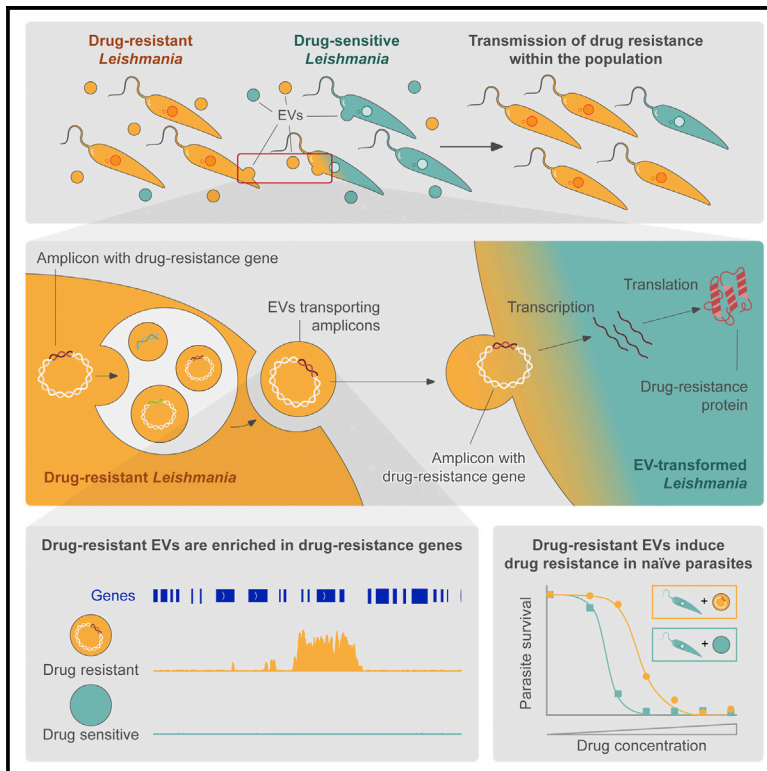 Drug-resistant
Leishmania
Drug-sensitive
Leishmania
Transmission of drug resistance
within the population
EVs
Amplicon with drug-resistance gene
EVs transporting
amplicons
Transcription
Translation
Drug-resistance
protein
Amplicon with
drug-resistance gene
Drug-resistant Leishmania
EV-transformed
Leishmania
Drug-resistant EVs are enriched in drug-resistance genes
Genes
Drug resistant
Drug sensitive
Drug-resistant EVs induce
drug resistance in naïve parasites
Parasite survival
+
+
Drug concentration